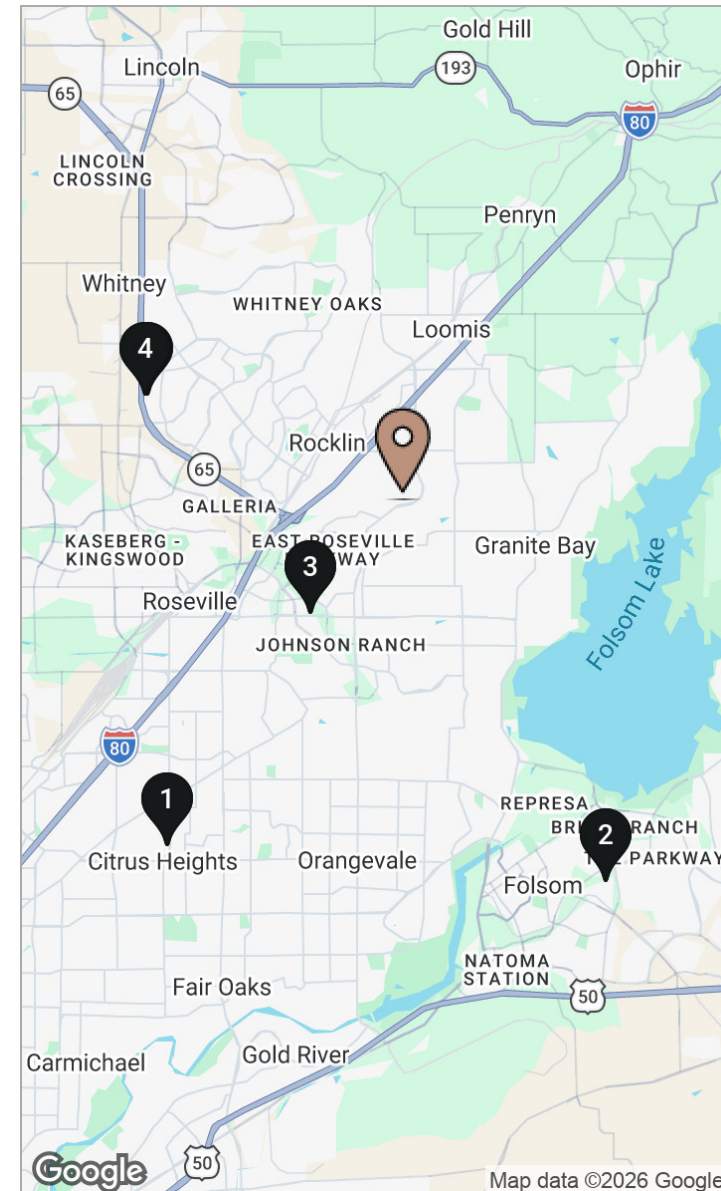 Gold Hill
Lincoln
193
Ophir
65
80
LINCOLN
CROSSING
Penryn
Whitney
WHITNEY OAKS
Loomis
4
Rocklin
65
GALLERIA
KASEBERG -
KINGSWOOD
EAST ROSEVILLE
Granite Bay
3
Roseville
Folsom Lake
JOHNSON RANCH
80
1
REPRESA
RANCH
2
PARKWAY
Citrus Heights
Orangevale
Folsom
NATOMA
STATION
Fair Oaks
50
Gold River
Carmichael
50
Google
Map data ©2026 Google